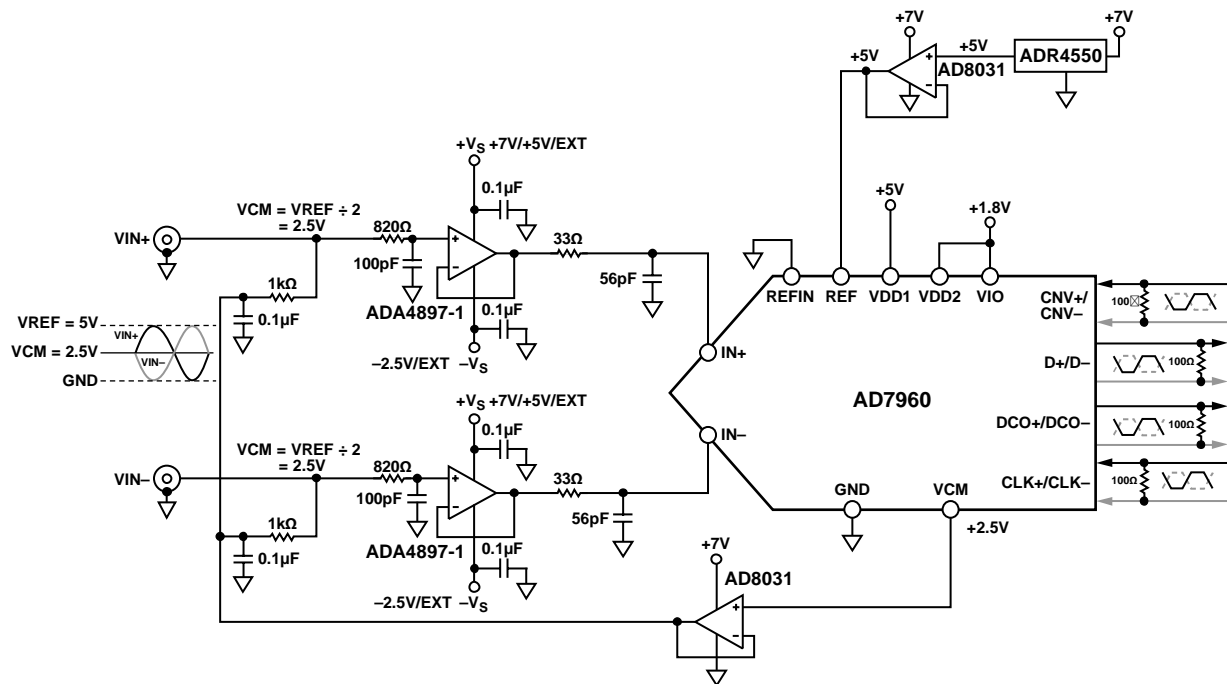 +7V
+7V
+5V
+5V
AD8031
ADR4550
+VS +7V/+5V/EXT
0.1µF
+5V
+1.8V
VCM = VREF ÷ 2
= 2.5V
VIN+
820Ω
33Ω
100pF
56pF
1kΩ
0.1µF
ADA4897-1
0.1µF
–2.5V/EXT –VS
REFIN
REF
VDD1
VDD2
VIO
VREF = 5V
VIN+
VCM = 2.5V
VIN–
GND
IN+
AD7960
CNV+/
CNV–
100
D+/D–
100Ω
DCO+/DCO–
100Ω
CLK+/CLK–
100Ω
+VS +7V/+5V/EXT
0.1µF
VCM = VREF ÷ 2
= 2.5V
VIN–
820Ω
33Ω
IN–
100pF
56pF
1kΩ
0.1µF
ADA4897-1
0.1µF
–2.5V/EXT –VS
GND
VCM
+2.5V
+7V
AD8031